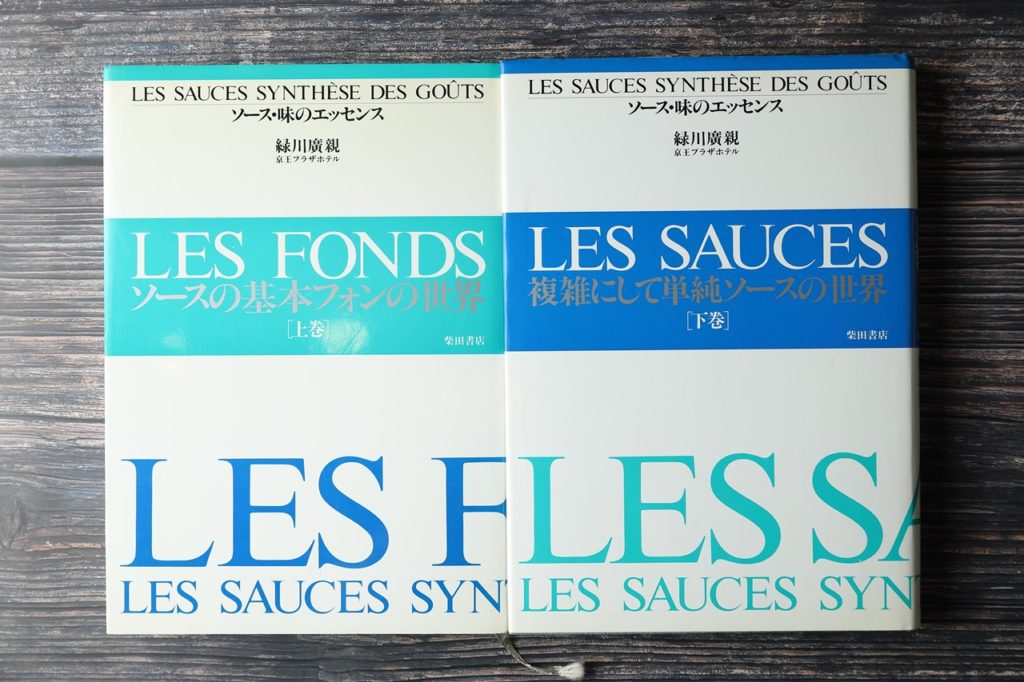 LES SAUCES SYNTHÈSE DES GOÛTS
ソース・味のエッセンス
緑川廣親
京王プラザホテル
LES FONDS
ソースの基本フォンの世界
[上巻]
柴田書店
LES F
LES SAUCES SYNT
LES SAUCES SYNTHÈSE DES GOÛTS
ソース・味のエッセンス
緑川廣親
京王プラザホテル
LES SAUCES
複雑にして単純ソースの世界
[下巻]
柴田書店
LES SA
LES SAUCES SYN